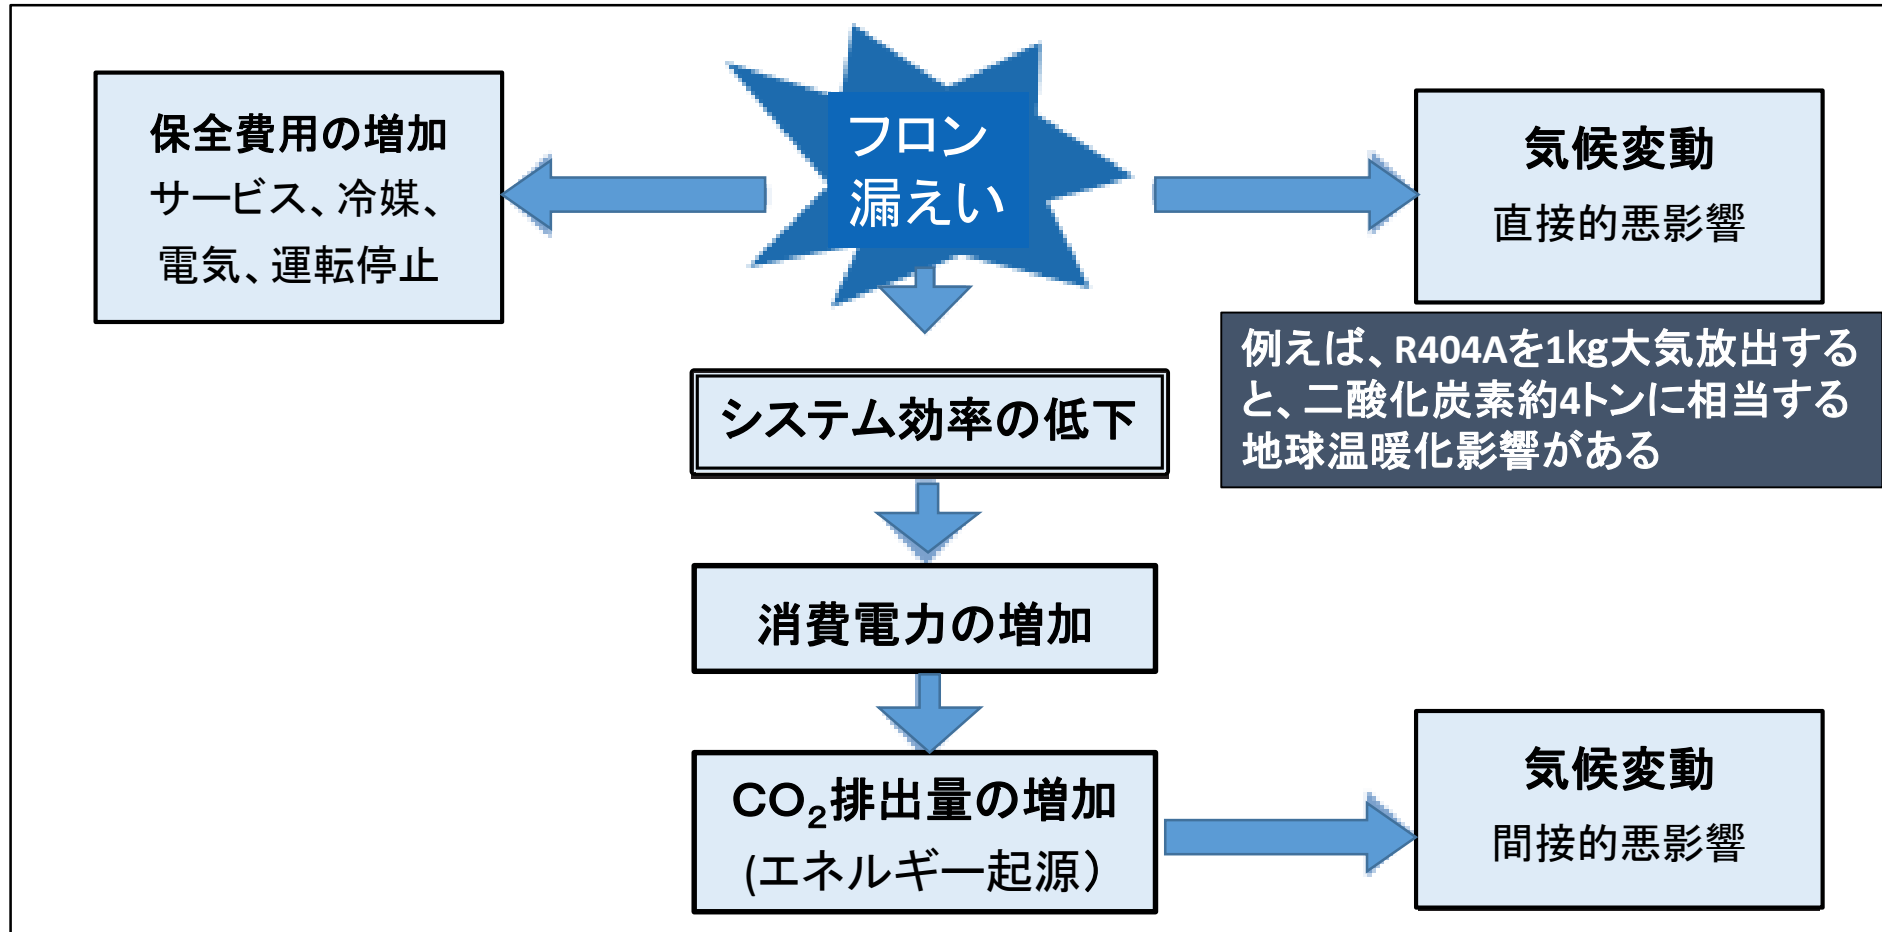 フロン
漏えい
保全費用の増加
サービス、冷媒、
電気、運転停止
気候変動
直接的悪影響
例えば、R404Aを1kg大気放出する
と、二酸化炭素約4トンに相当する
地球温暖化影響がある
システム効率の低下
消費電力の増加
CO₂排出量の増加
(エネルギー起源）
気候変動
間接的悪影響